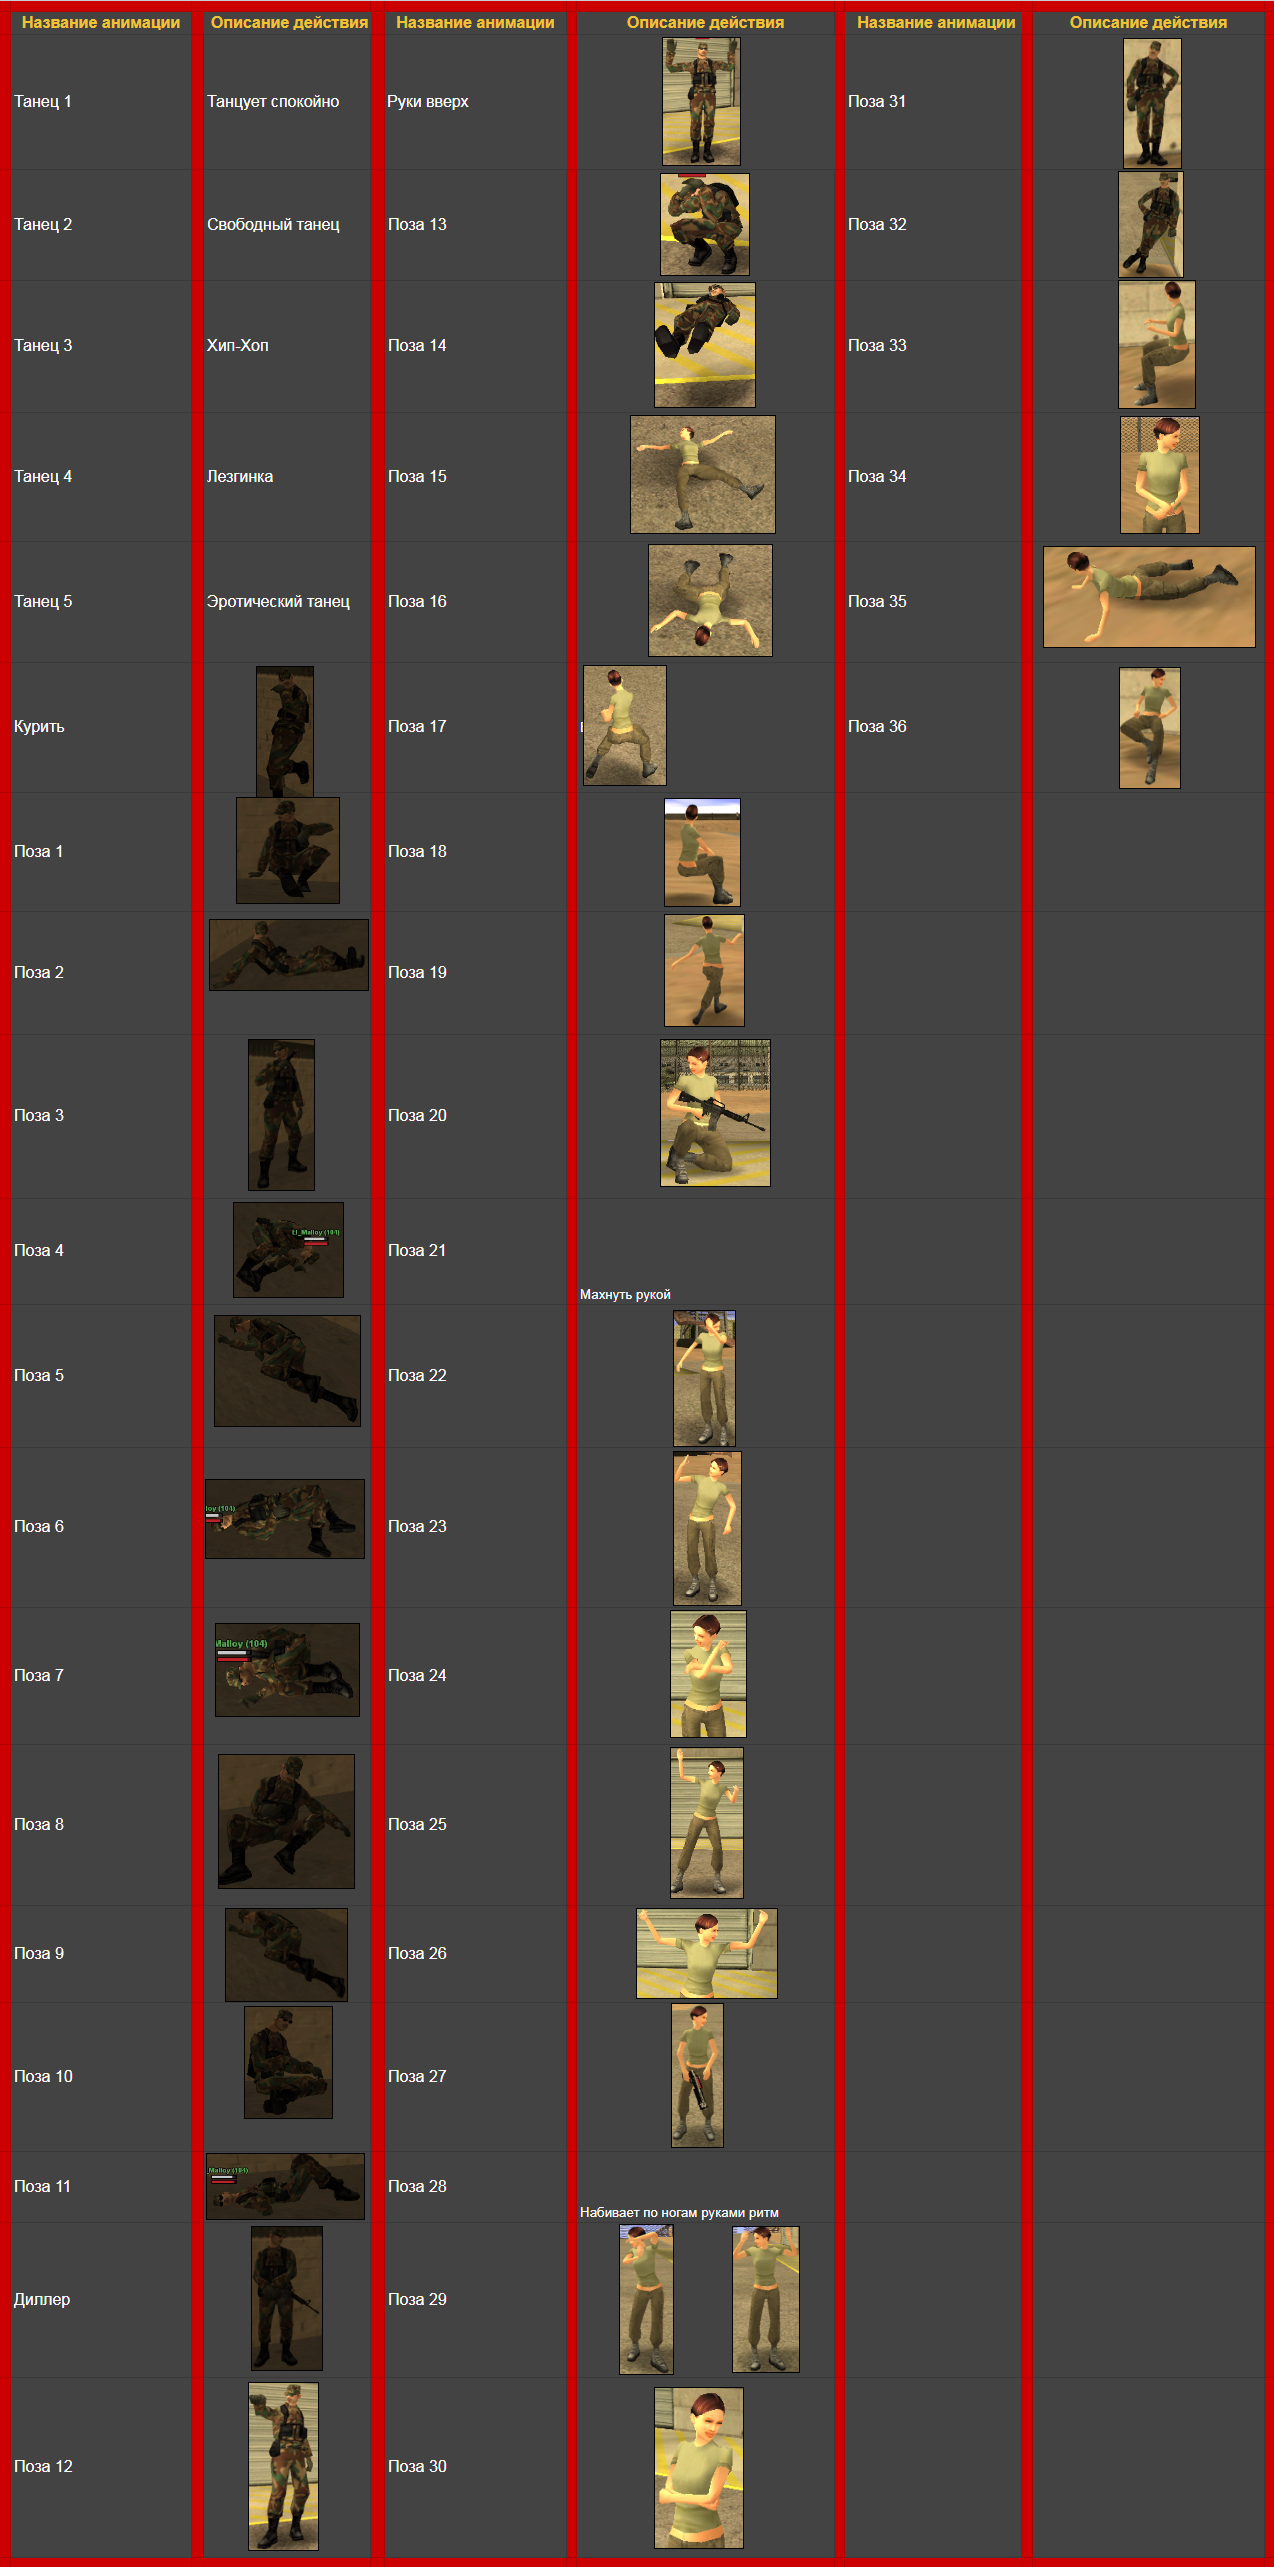 Название анимации Описание действия Название анимации Описание действия Название анимации Описание действия
Танец 1 Танцует спокойно Руки вверх Поза 31
Танец 2 Свободный танец Поза 13 Поза 32
Танец 3 Хип-Хоп Поза 14 Поза 33
Танец 4 Лезгинка Поза 15 Поза 34
Танец 5 Эротический танец Поза 16 Поза 35
Курить Поза 17 Поза 36
Поза 1 Поза 18
Поза 2 Поза 19
Поза 3 Поза 20
Поза 4 El_Malloy (104) Поза 21
Махнуть рукой
Поза 5 Поза 22
Поза 6 loy (104) Поза 23
Поза 7 Malloy (104) Поза 24
Поза 8 Поза 25
Поза 9 Поза 26
Поза 10 Поза 27
Поза 11 _Malloy (104) Поза 28
Набивает по ногам руками ритм
Диллер Поза 29
Поза 12 Поза 30